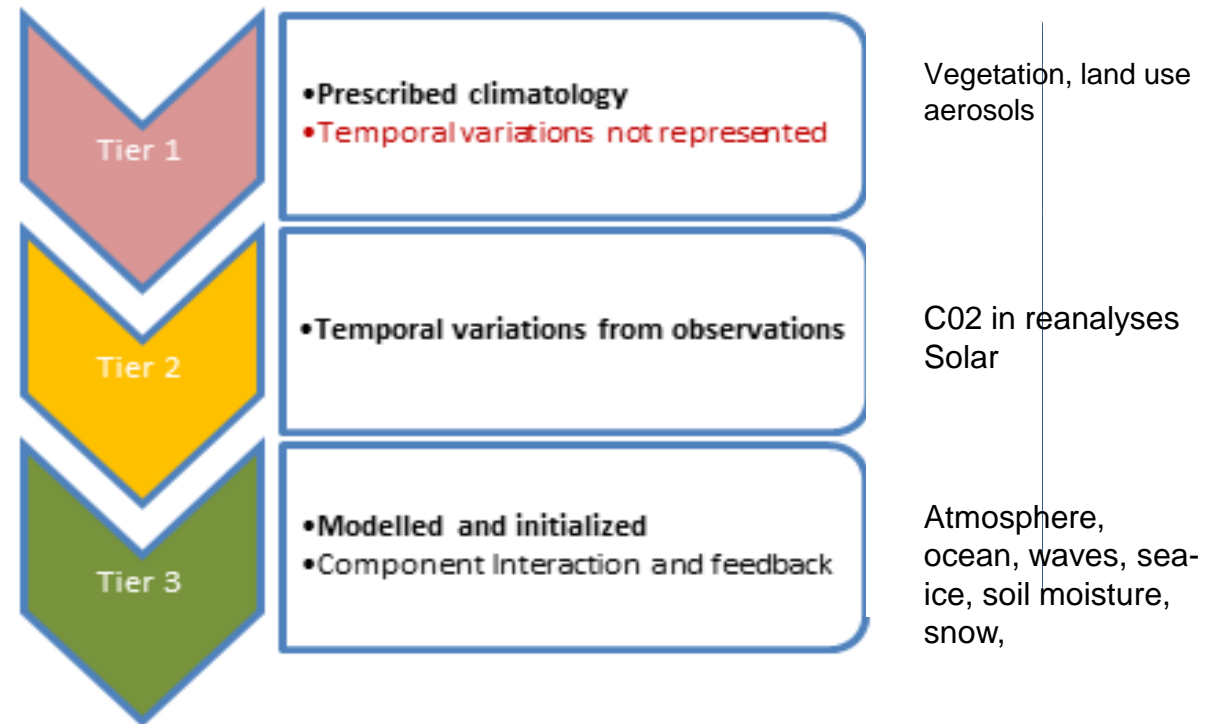 Tier 1
•Prescribed climatology
•Temporal variations not represented
Vegetation, land use
aerosols
Tier 2
•Temporal variations from observations
C02 in reanalyses
Solar
Tier 3
•Modelled and initialized
•Component Interaction and feedback
Atmosphere,
ocean, waves, sea-
ice, soil moisture,
snow,